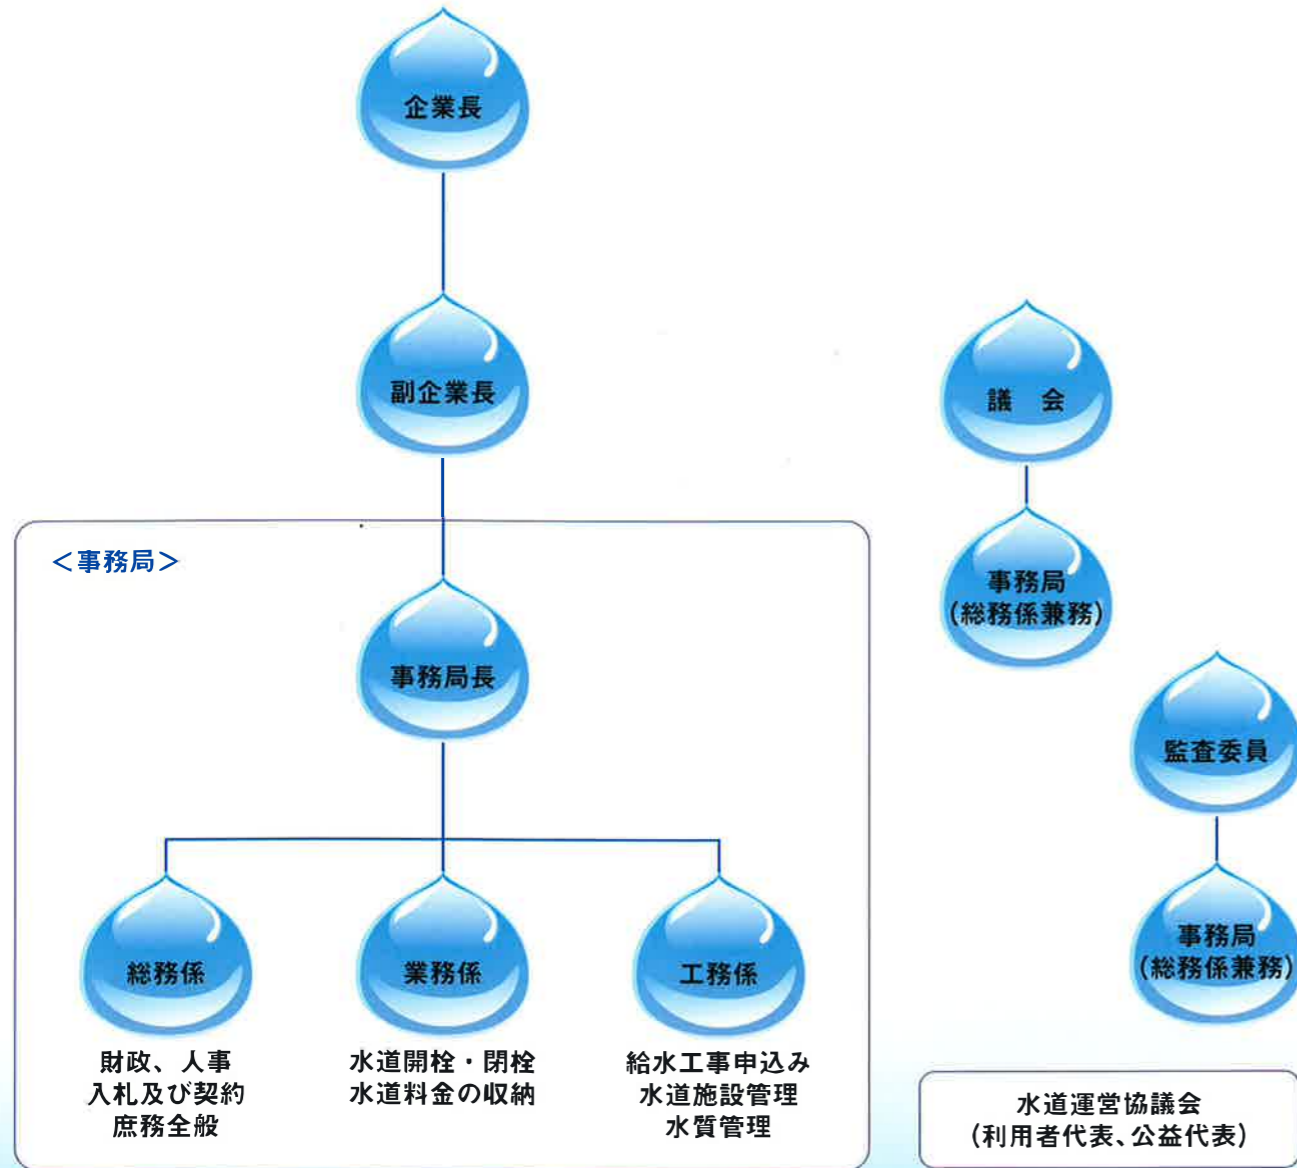 企業長
副企業長
＜事務局＞
事務局長
総務係
財政、人事
入札及び契約
庶務全般
業務係
水道開栓・閉栓
水道料金の収納
工務係
給水工事申込み
水道施設管理
水質管理
議　会
事務局
(総務係兼務)
監査委員
事務局
(総務係兼務)
水道運営協議会
(利用者代表、公益代表)